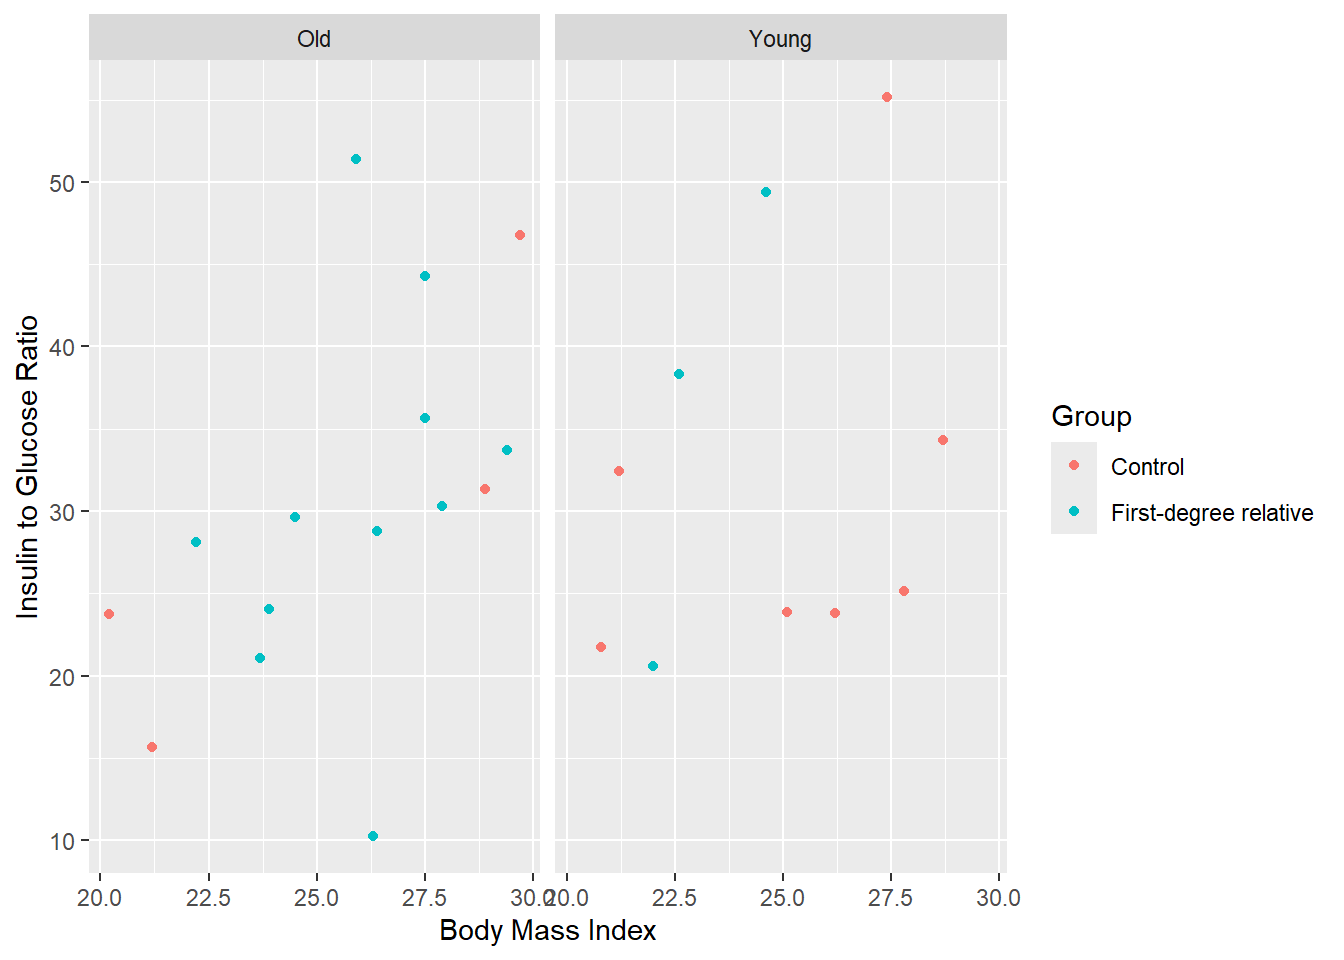 Old
Young
50
40
30
20
10
20.0 22.5 25.0 27.5 30.0
20.0 22.5 25.0 27.5 30.0
Body Mass Index
Insulin to Glucose Ratio
Group
Control
First-degree relative